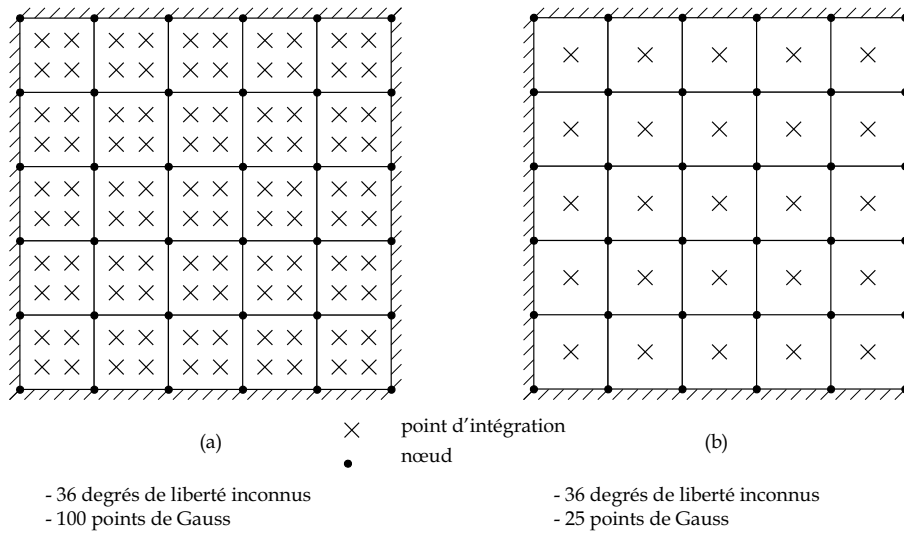 (a)
point d'intégration
(b)
nœud
- 36 degrés de liberté inconnus
- 100 points de Gauss
- 36 degrés de liberté inconnus
- 25 points de Gauss